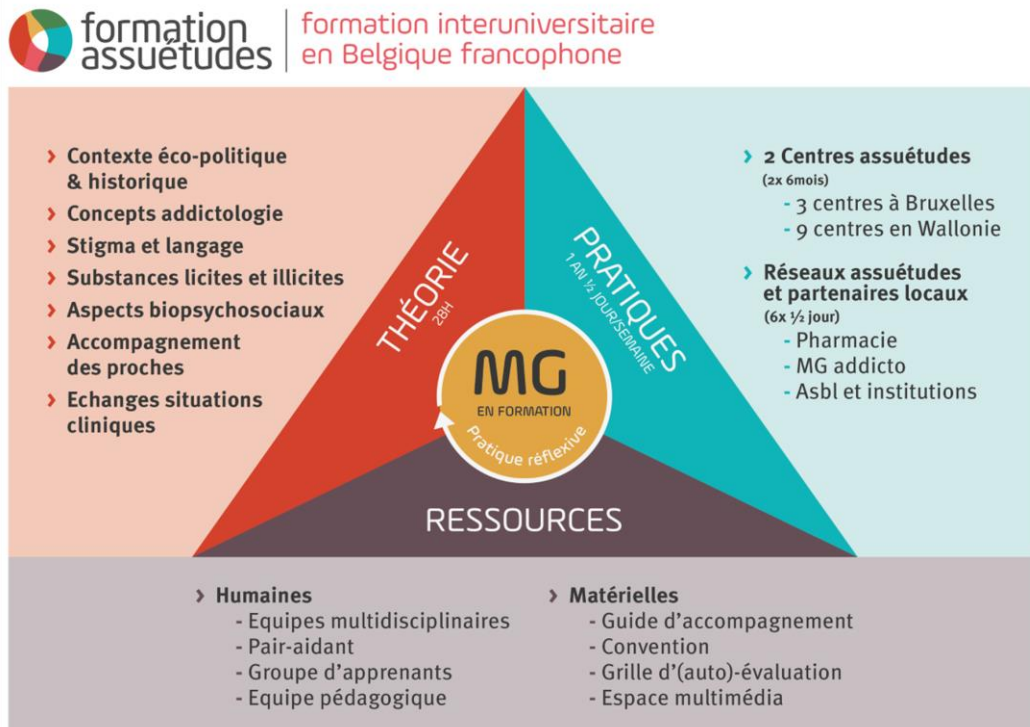 formation
assuétudes
formation interuniversitaire
en Belgique francophone
› Contexte éco-politique
& historique
› Concepts addictologie
› Stigma et langage
› Substances licites et illicites
› Aspects biopsychosociaux
› Accompagnement
des proches
› Echanges situations
cliniques
THÉORIE
28H
PRATIQUES
1 AN ½ JOUR/SEMAINE
› 2 Centres assuétudes
(2x 6mois)
- 3 centres à Bruxelles
- 9 centres en Wallonie
› Réseaux assuétudes
et partenaires locaux
(6x ½ jour)
- Pharmacie
- MG addicto
- Asbl et institutions
MG
EN FORMATION
Pratique réflexive
RESSOURCES
› Humaines
- Equipes multidisciplinaires
- Pair-aidant
- Groupe d'apprenants
- Equipe pédagogique
› Matérielles
- Guide d'accompagnement
- Convention
- Grille d'(auto)-évaluation
- Espace multimédia